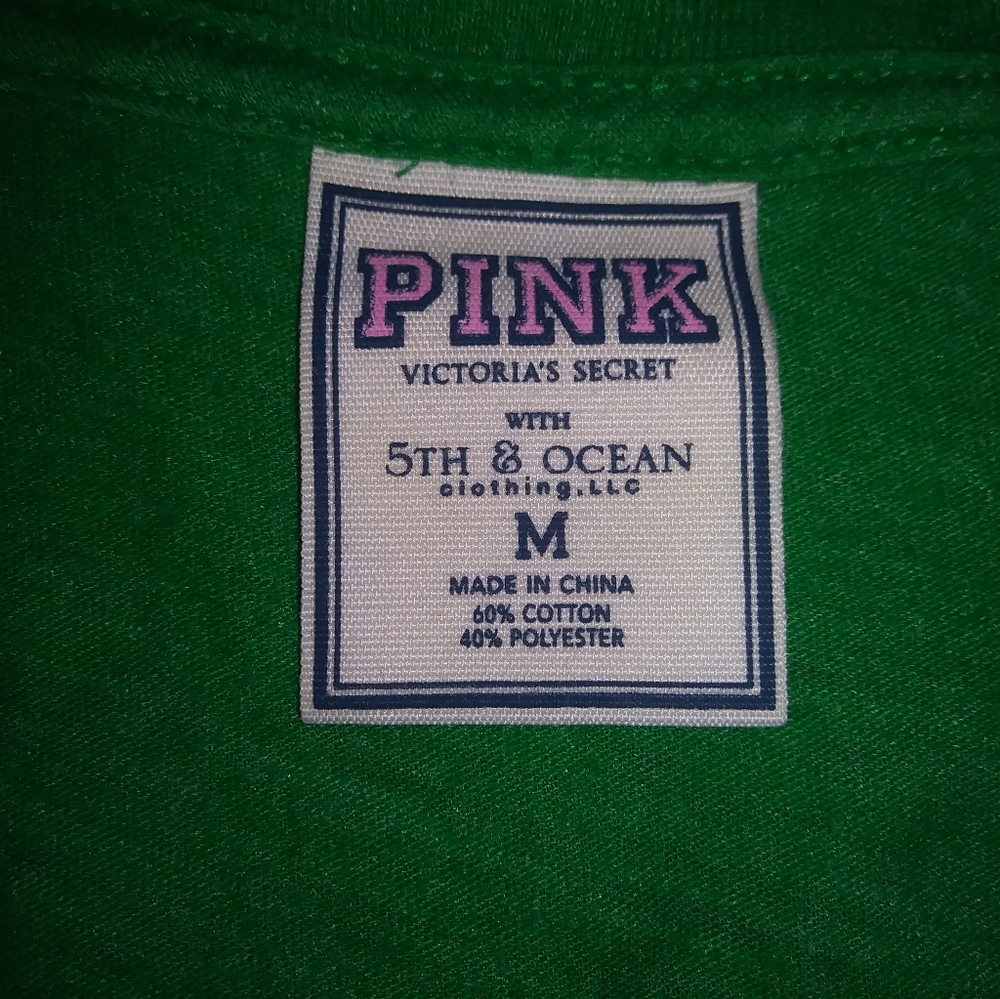 PINK
VICTORIA'S SECRET
WITH
5TH & OCEAN
clothing,LLC
M
MADE IN CHINA
60% COTTON
40% POLYESTER